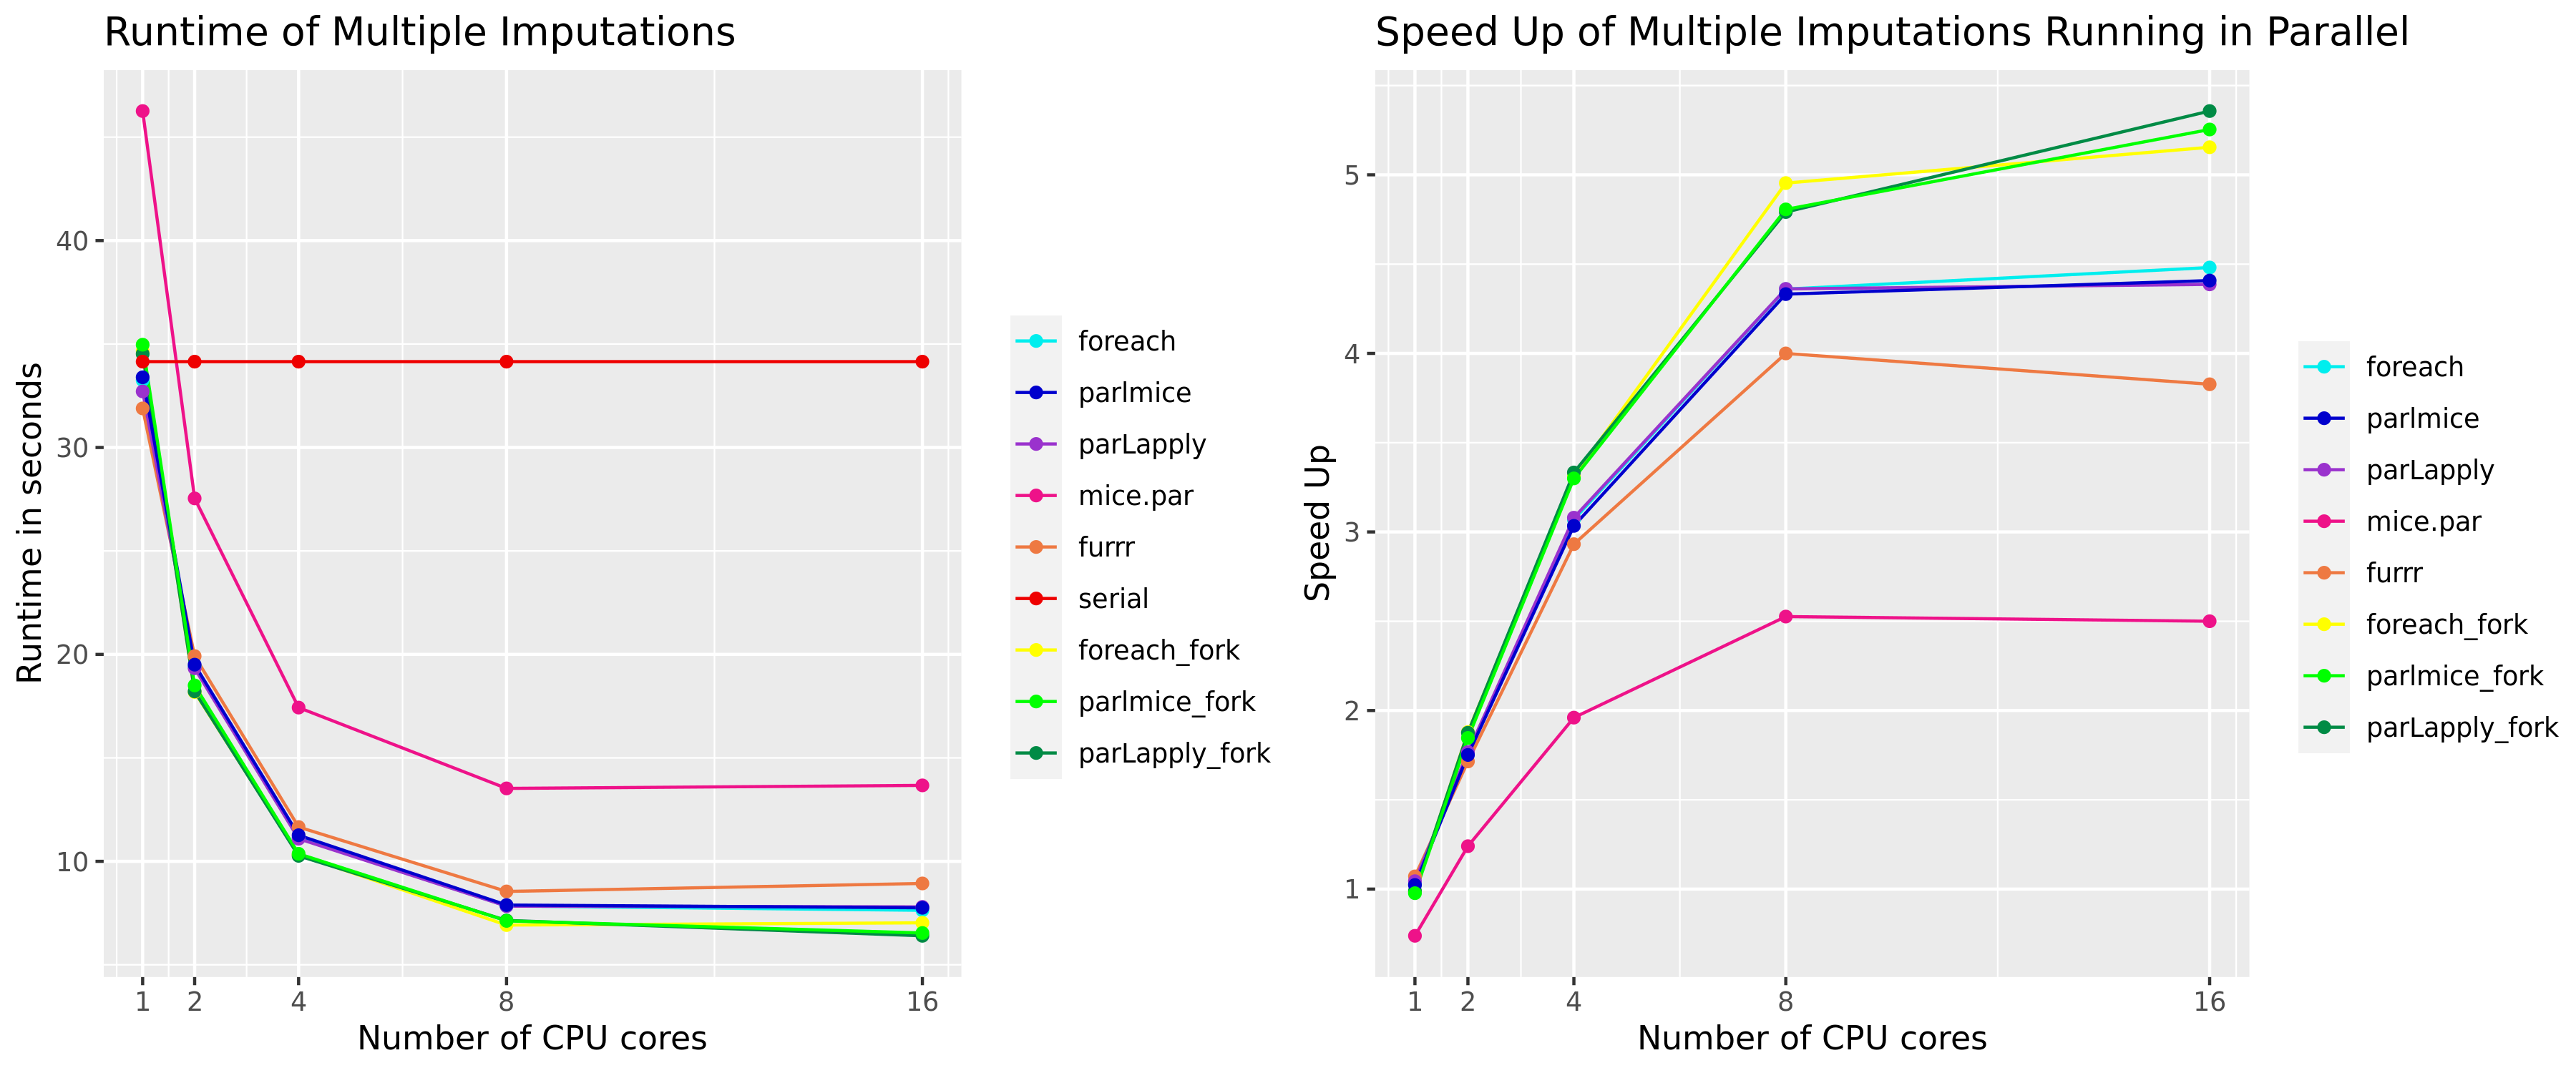 Runtime of Multiple Imputations
Runtime in seconds
40
30
20
10
1 2 4 8 16
Number of CPU cores
foreach
parlmice
parLapply
mice.par
furrr
serial
foreach_fork
parlmice_fork
parLapply_fork
Speed Up of Multiple Imputations Running in Parallel
Speed Up
5
4
3
2
1
1 2 4 8 16
Number of CPU cores
foreach
parlmice
parLapply
mice.par
furrr
foreach_fork
parlmice_fork
parLapply_fork